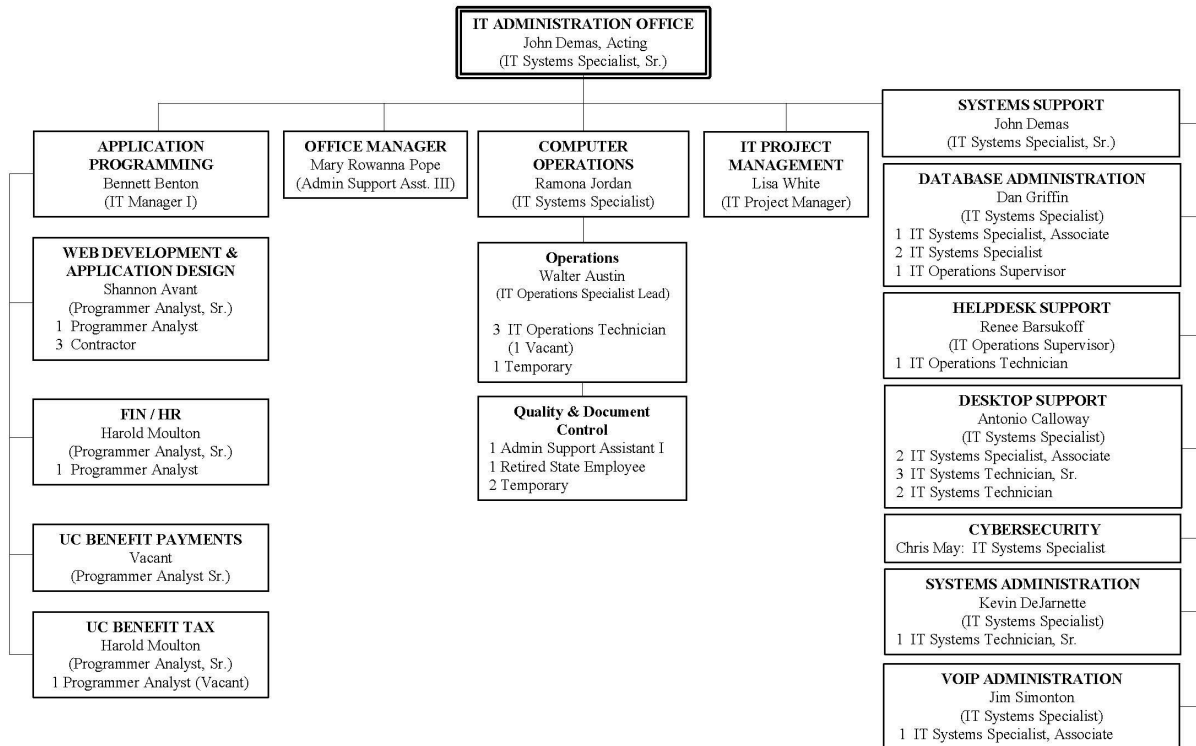 IT ADMINISTRATION OFFICE
John Demas, Acting
(IT Systems Specialist, Sr.)
APPLICATION
PROGRAMMING
Bennett Benton
(IT Manager I)
WEB DEVELOPMENT &
APPLICATION DESIGN
Shannon Avant
(Programmer Analyst, Sr.)
1 Programmer Analyst
3 Contractor
FIN / HR
Harold Moulton
(Programmer Analyst, Sr.)
1 Programmer Analyst
UC BENEFIT PAYMENTS
Vacant
(Programmer Analyst Sr.)
UC BENEFIT TAX
Harold Moulton
(Programmer Analyst, Sr.)
1 Programmer Analyst (Vacant)
OFFICE MANAGER
Mary Rowanna Pope
(Admin Support Asst. III)
COMPUTER
OPERATIONS
Ramona Jordan
(IT Systems Specialist)
Operations
Walter Austin
(IT Operations Specialist Lead)
3 IT Operations Technician
(1 Vacant)
1 Temporary
Quality & Document
Control
1 Admin Support Assistant I
1 Retired State Employee
2 Temporary
IT PROJECT
MANAGEMENT
Lisa White
(IT Project Manager)
SYSTEMS SUPPORT
John Demas
(IT Systems Specialist, Sr.)
DATABASE ADMINISTRATION
Dan Griffin
(IT Systems Specialist)
1 IT Systems Specialist, Associate
2 IT Systems Specialist
1 IT Operations Supervisor
HELPDESK SUPPORT
Renee Barsukoff
(IT Operations Supervisor)
1 IT Operations Technician
DESKTOP SUPPORT
Antonio Calloway
(IT Systems Specialist)
2 IT Systems Specialist, Associate
3 IT Systems Technician, Sr.
2 IT Systems Technician
CYBERSECURITY
Chris May: IT Systems Specialist
SYSTEMS ADMINISTRATION
Kevin DeJarnette
(IT Systems Specialist)
1 IT Systems Technician, Sr.
VOIP ADMINISTRATION
Jim Simonton
(IT Systems Specialist)
1 IT Systems Specialist, Associate